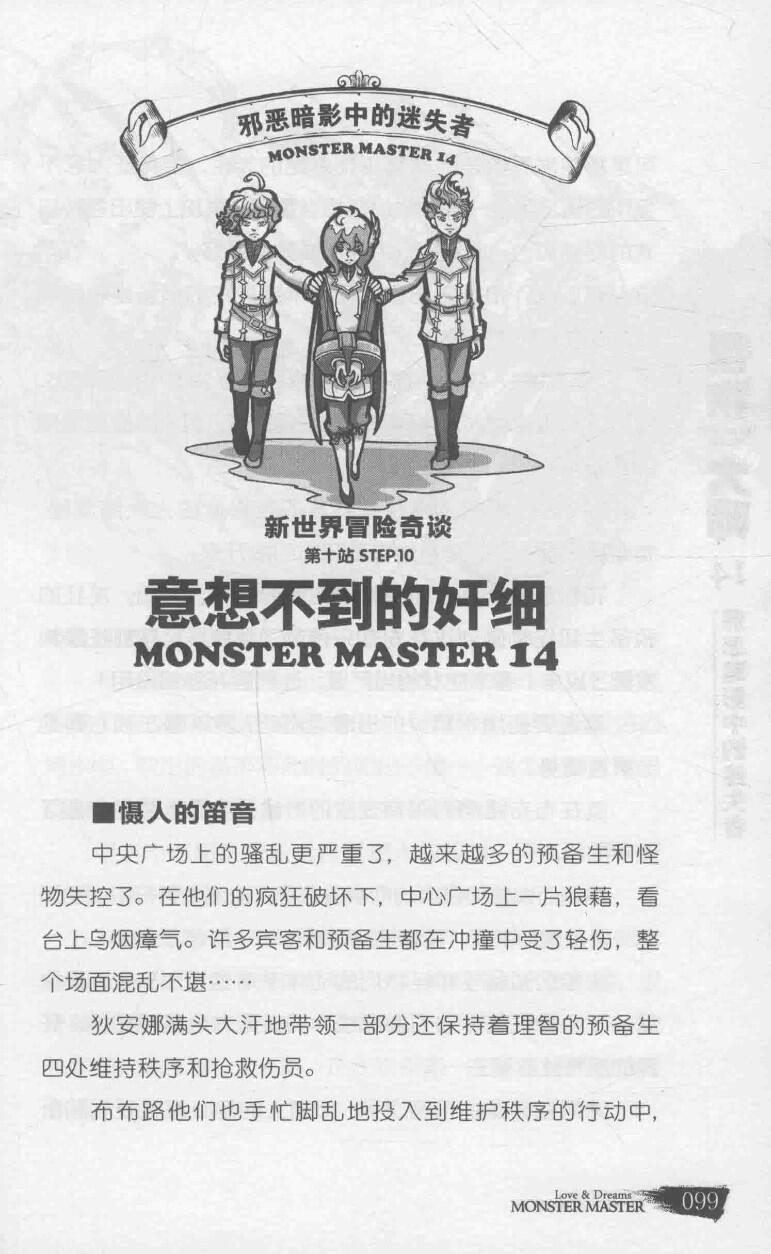 邪恶暗影中的迷失者
MONSTER MASTER 14
新世界冒险奇谈
第十站 STEP.10
意想不到的奸细
MONSTER MASTER 14
■慑人的笛音
中央广场上的骚乱更严重了，越来越多的预备生和怪
物失控了。在他们的疯狂破坏下，中心广场上一片狼藉，看
台上乌烟瘴气。许多宾客和预备生都在冲撞中受了轻伤，整
个场面混乱不堪……
狄安娜满头大汗地带领一部分还保持着理智的预备生
四处维持秩序和抢救伤员。
布布路他们也手忙脚乱地投入到维护秩序的行动中，
Love & Dreams
MONSTER MASTER
099